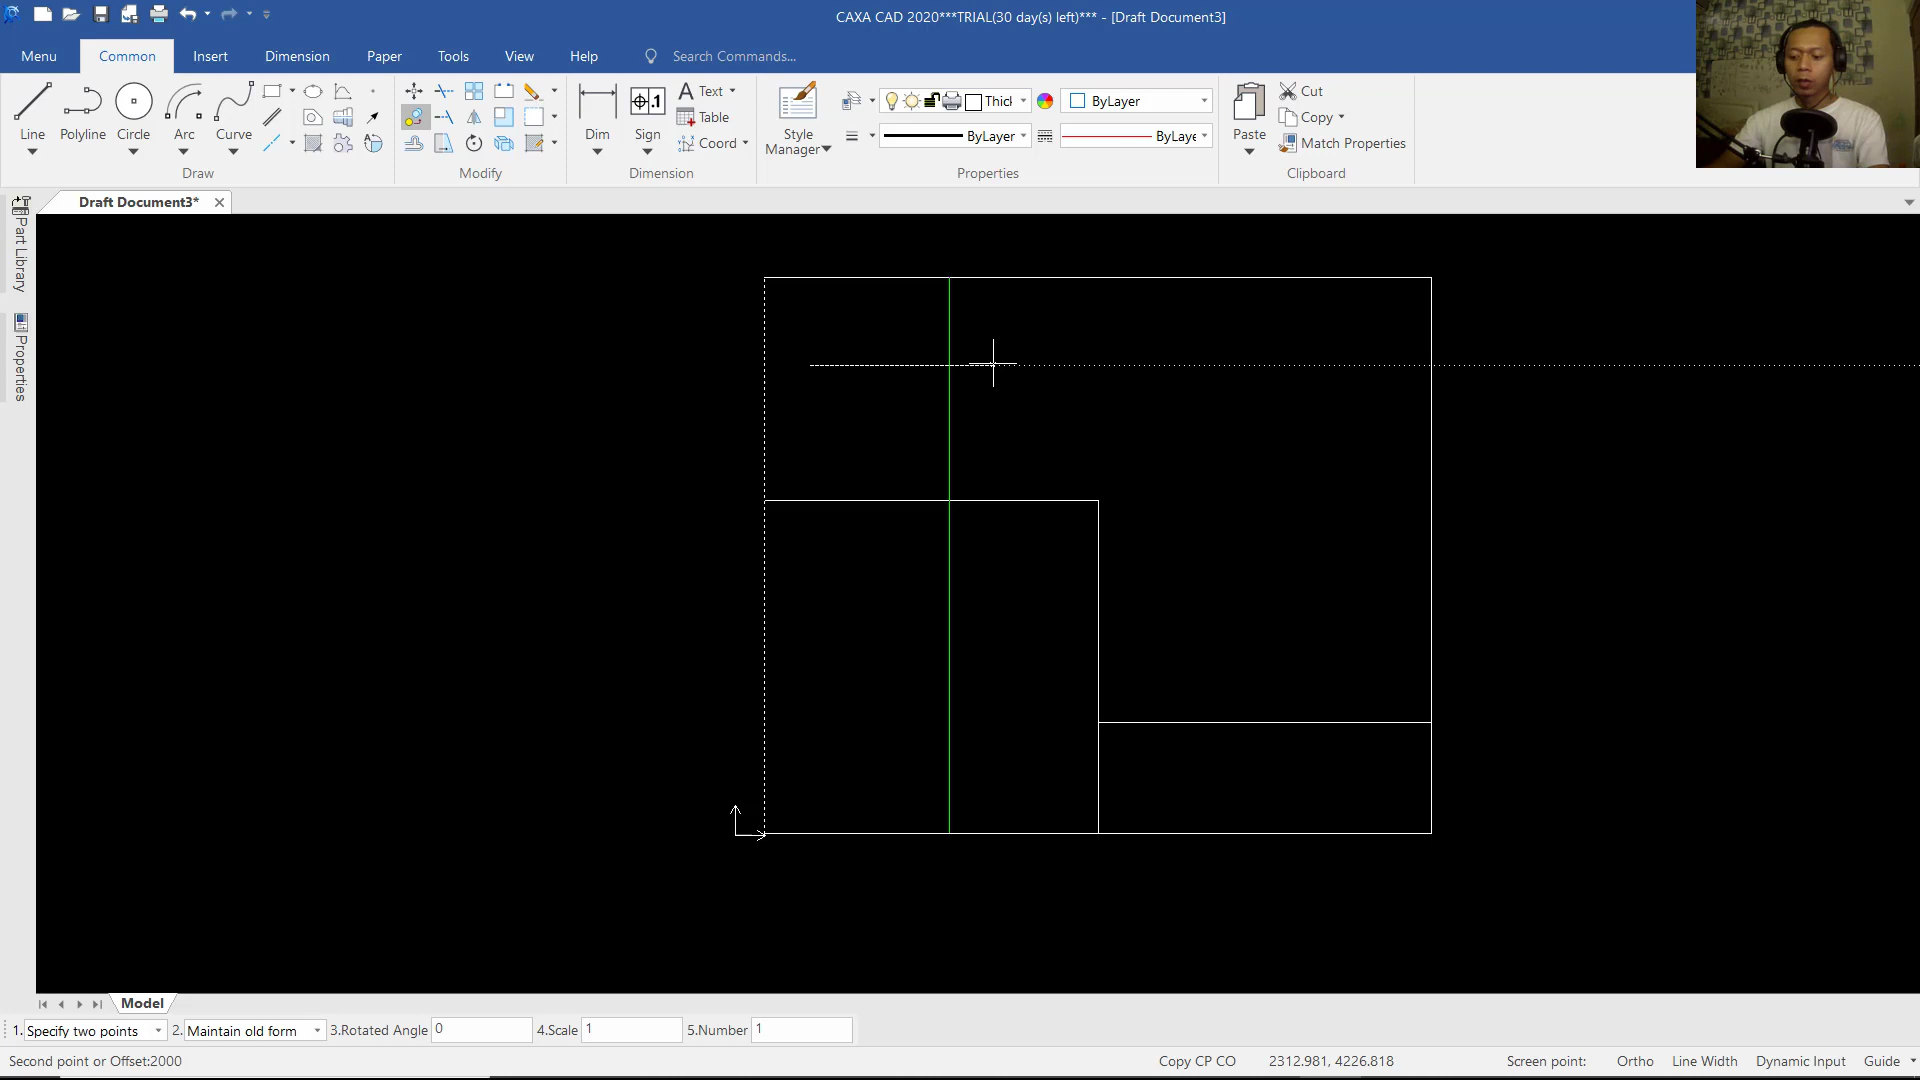 CAXA CAD 2020***TRIAL(30 day(s) left)*** - [Draft Document3]
Menu
Common
Insert
Dimension
Paper
Tools
View
Help
Search Commands...
Line
Polyline
Circle
Arc
Curve
Draw
Modify
Dim
Sign
Text
Table
Coord
Dimension
Style
Manager
Thick
ByLayer
ByLayer
ByLaye
Properties
Paste
Cut
Copy
Match Properties
Clipboard
Draft Document3*
Part Library
Properties
Model
1. Specify two points 2. Maintain old form 3.Rotated Angle 0 4.Scale 1 5.Number 1
Second point or Offset:2000
Copy CP CO
2312.981, 4226.818
Screen point:
Ortho
Line Width
Dynamic Input
Guide